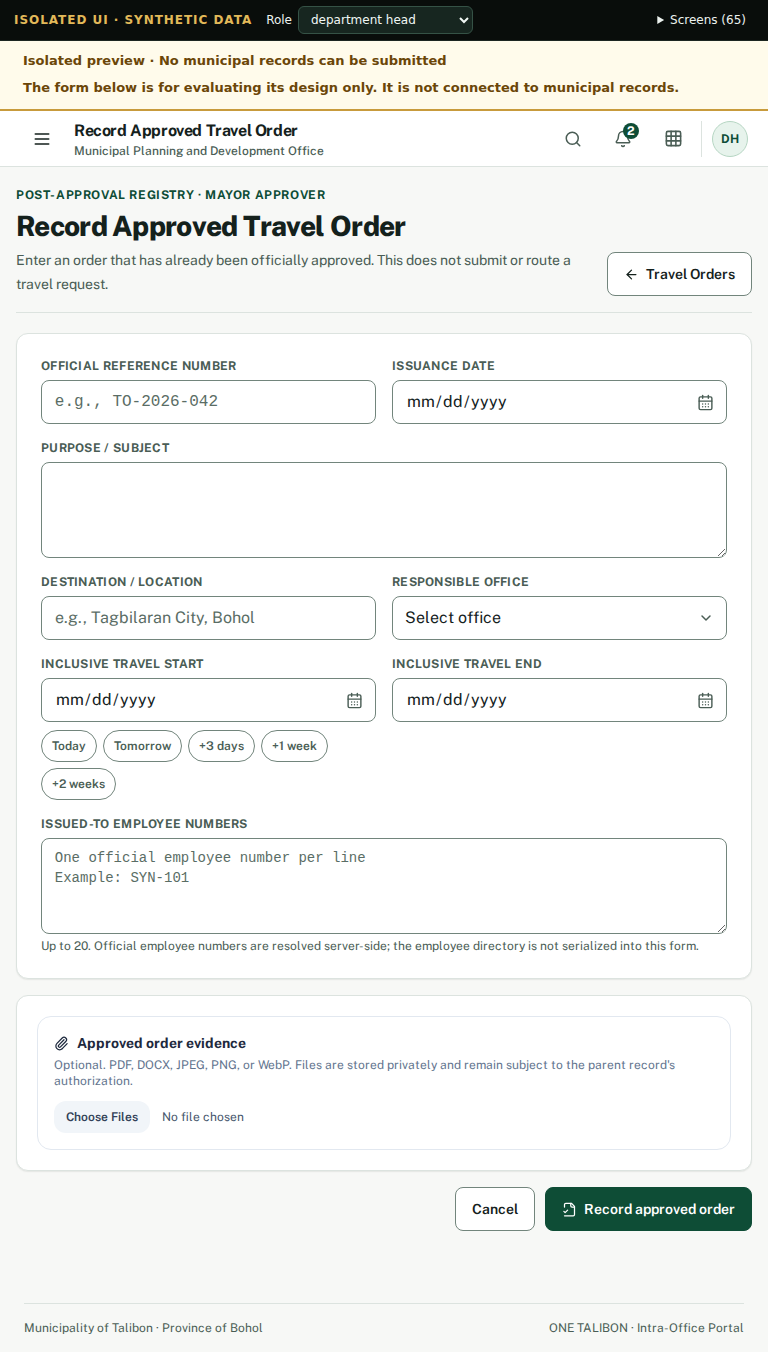 ISOLATED UI · SYNTHETIC DATA Role department head ▶ Screens (65)
Isolated preview · No municipal records can be submitted
The form below is for evaluating its design only. It is not connected to municipal records.
Record Approved Travel Order
Municipal Planning and Development Office
2
DH
POST-APPROVAL REGISTRY · MAYOR APPROVER
Record Approved Travel Order
Enter an order that has already been officially approved. This does not submit or route a
travel request.
Travel Orders
OFFICIAL REFERENCE NUMBER ISSUANCE DATE
e.g., TO-2026-042 mm/dd/yyyy
PURPOSE / SUBJECT
DESTINATION / LOCATION RESPONSIBLE OFFICE
e.g., Tagbilaran City, Bohol Select office
INCLUSIVE TRAVEL START INCLUSIVE TRAVEL END
mm/dd/yyyy mm/dd/yyyy
Today Tomorrow +3 days +1 week
+2 weeks
ISSUED-TO EMPLOYEE NUMBERS
One official employee number per line
Example: SYN-101
Up to 20. Official employee numbers are resolved server-side; the employee directory is not serialized into this form.
Approved order evidence
Optional. PDF, DOCX, JPEG, PNG, or WebP. Files are stored privately and remain subject to the parent record's
authorization.
Choose Files No file chosen
Cancel Record approved order
Municipality of Talibon · Province of Bohol ONE TALIBON · Intra-Office Portal